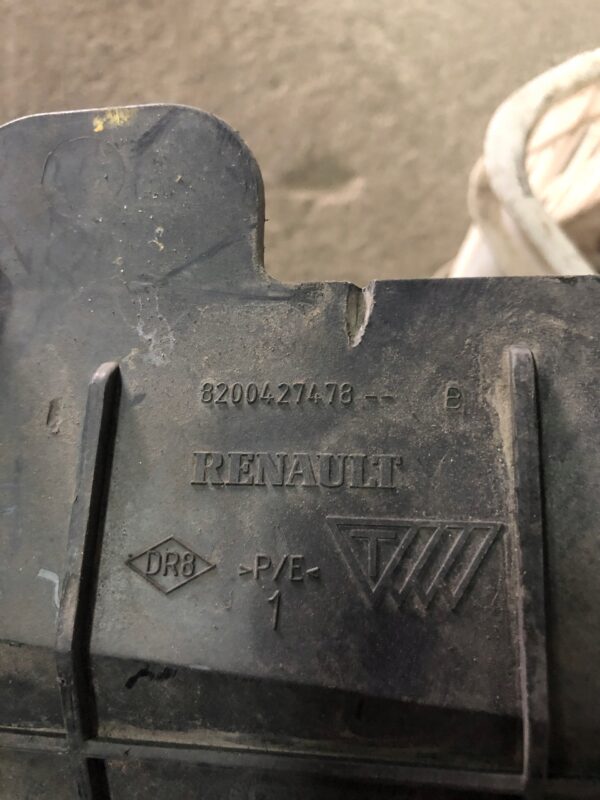 8200427478-- B
RENAULT
DR8 >P/E< T
1